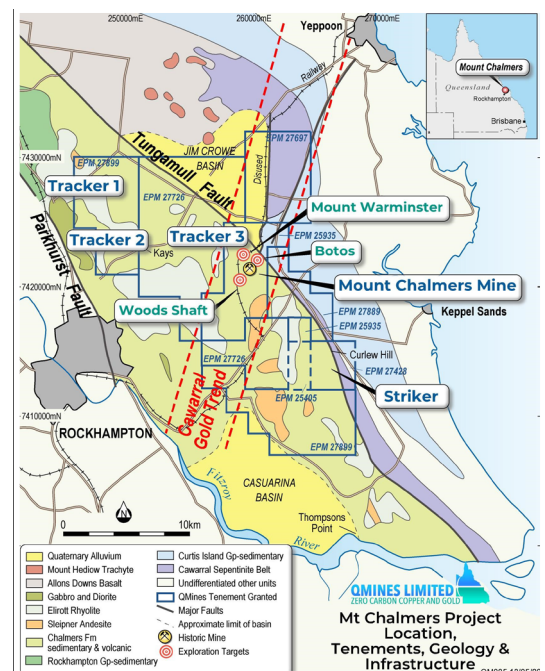 250000mE
260000mE
270000mE
Yeppoon
Railway
Mount Chalmers
Queensland
Rockhampton
Brisbane
EPM 27697
JIM CROWE
BASIN
Disused
Tungamull Fault
7430000mN
EPM 27899
Tracker 1
EPM 27726
Mount Warminster
Parkhurst Fault
Tracker 2
Tracker 3
EPM 25935
Kays
Botos
Mount Chalmers Mine
7420000mN
Woods Shaft
EPM 27889
Keppel Sands
EPM 25935
Curlew Hill
EPM 27726
EPM 27428
Striker
EPM 25405
7410000mN
Cawarral
Gold Trend
ROCKHAMPTON
EPM 27899
Fitzroy
CASUARINA
BASIN
0 10km
Thompsons
Point
River
Quaternary Alluvium
Mount Hedlow Trachyte
Allons Downs Basalt
Gabbro and Diorite
Elirott Rhyolite
Sleipner Andesite
Chalmers Fm
sedimentary & volcanic
Rockhampton Gp-sedimentary
Curtis Island Gp-sedimentary
Cawarral Sepentinite Belt
Undifferentiated other units
QMines Tenement Granted
Major Faults
Approximate limit of basin
Historic Mine
Exploration Targets
QMINES LIMITED
ZERO CARBON COPPER AND GOLD
Mt Chalmers Project
Location,
Tenements, Geology &
Infrastructure